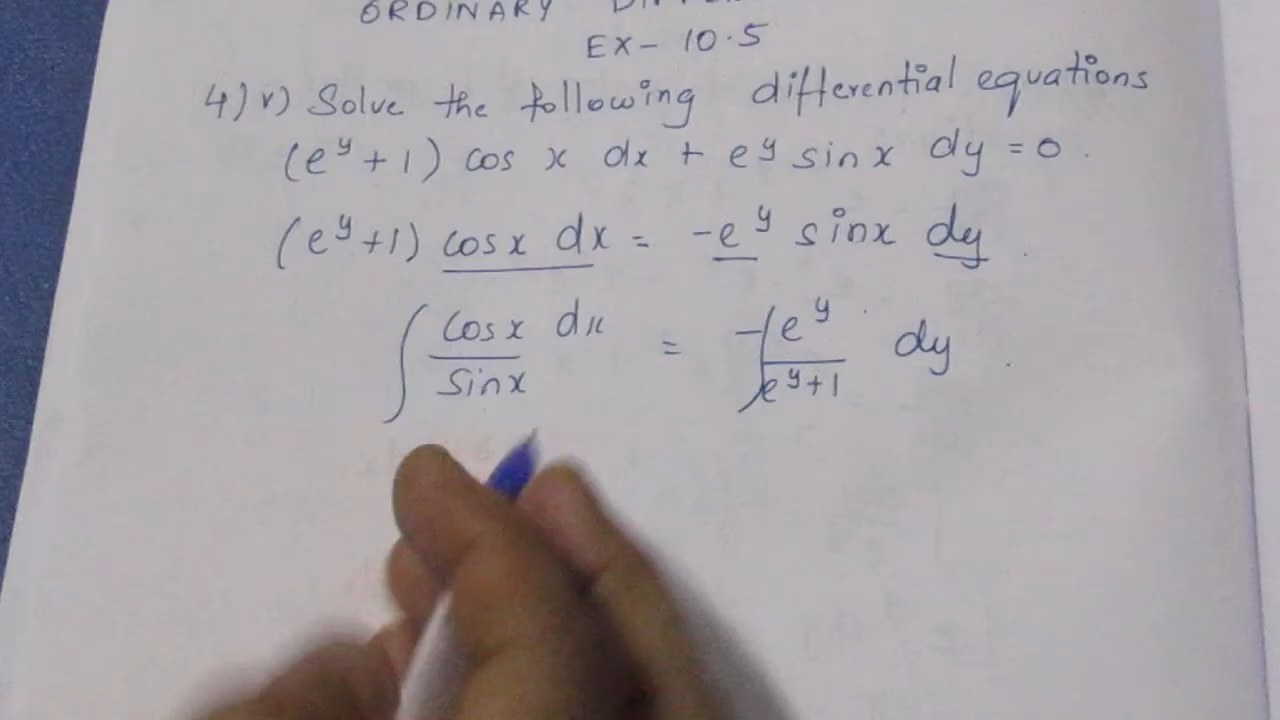 ORDINARY
EX - 10.5
4) v) Solve the following differential equations
(e^y + 1) cos x dx + e^y sin x dy = 0.
(e^y + 1) cos x dx = -e^y sin x dy.
∫ cos x / sin x dx = -∫ e^y / e^y + 1 dy.